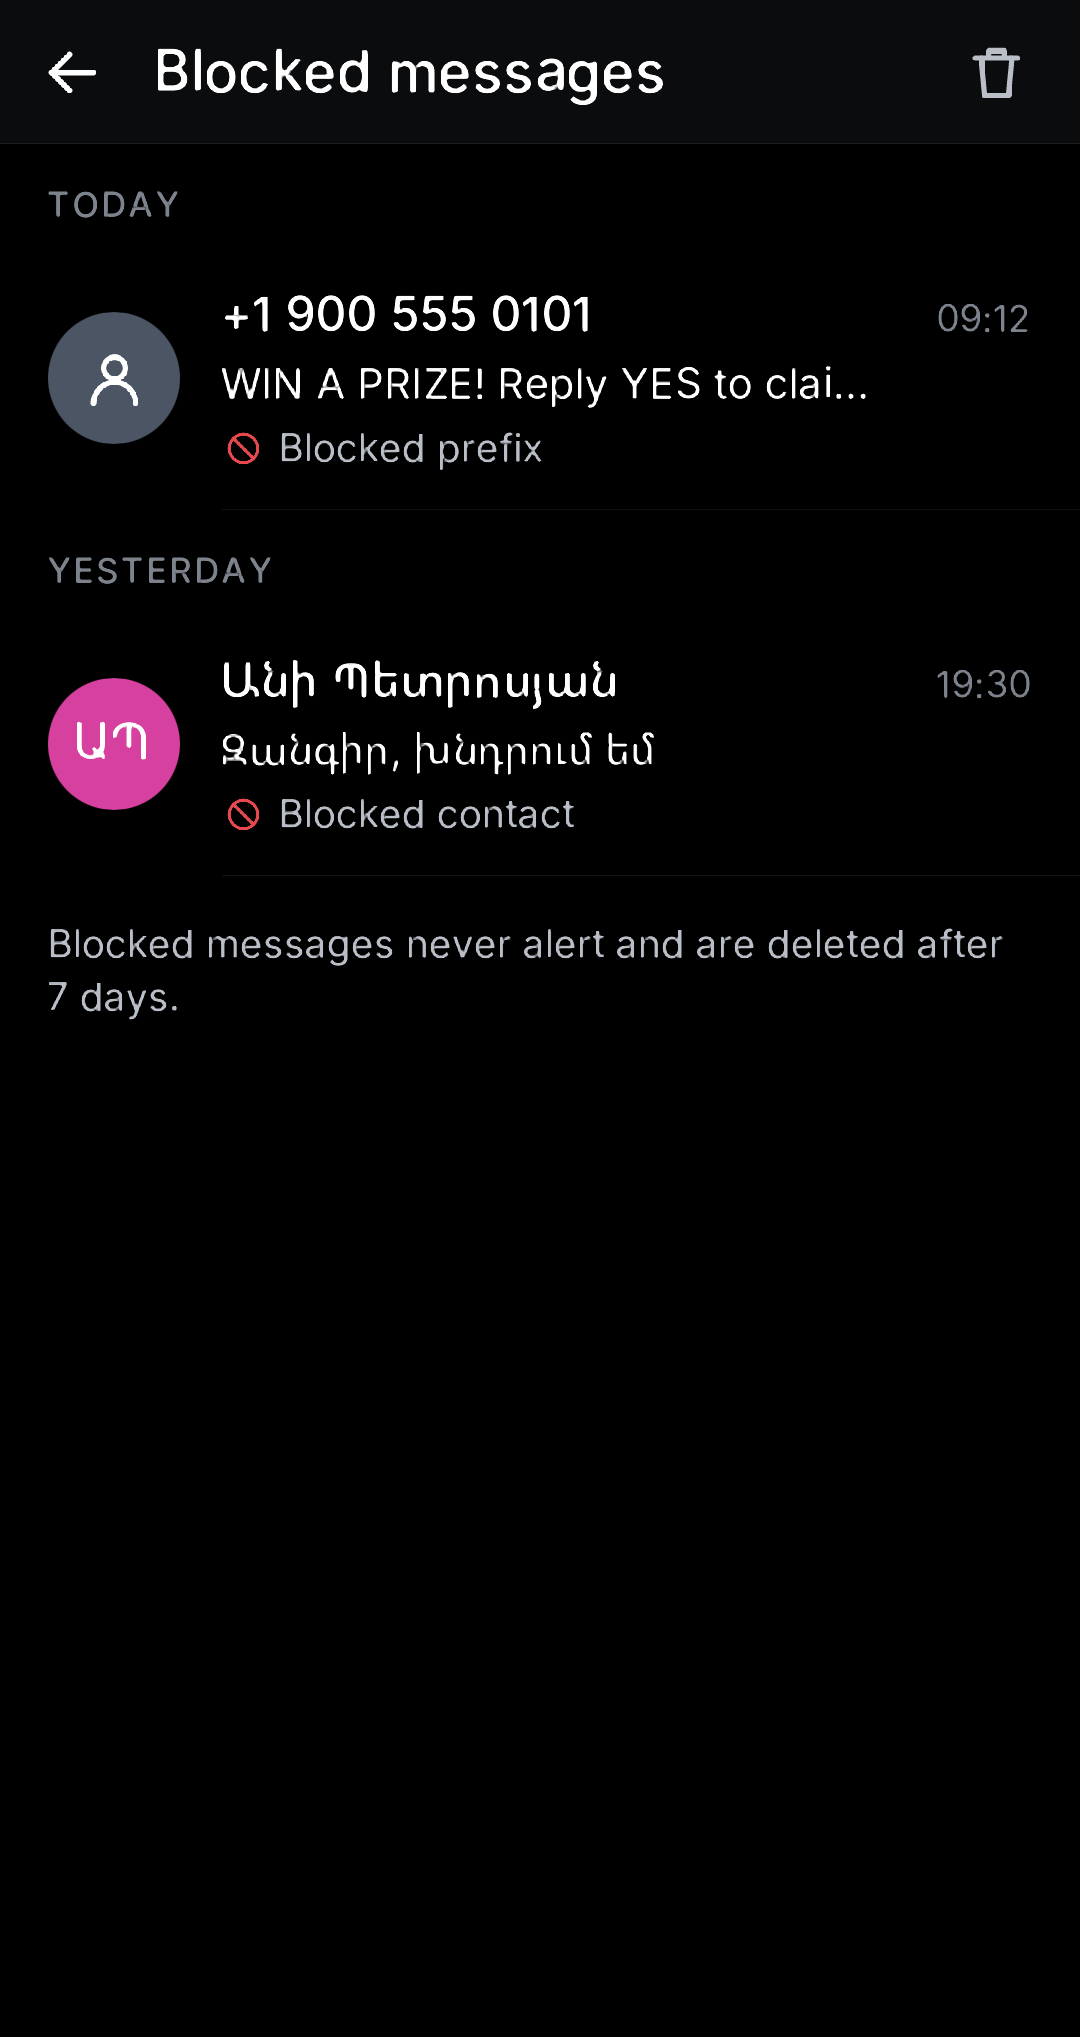 Blocked messages
TODAY
+1 900 555 0101
09:12
WIN A PRIZE! Reply YES to clai...
Blocked prefix
YESTERDAY
ԱՊ
Անի Պետրոսյան
19:30
Զանգիր, խնդրում եմ
Blocked contact
Blocked messages never alert and are deleted after
7 days.